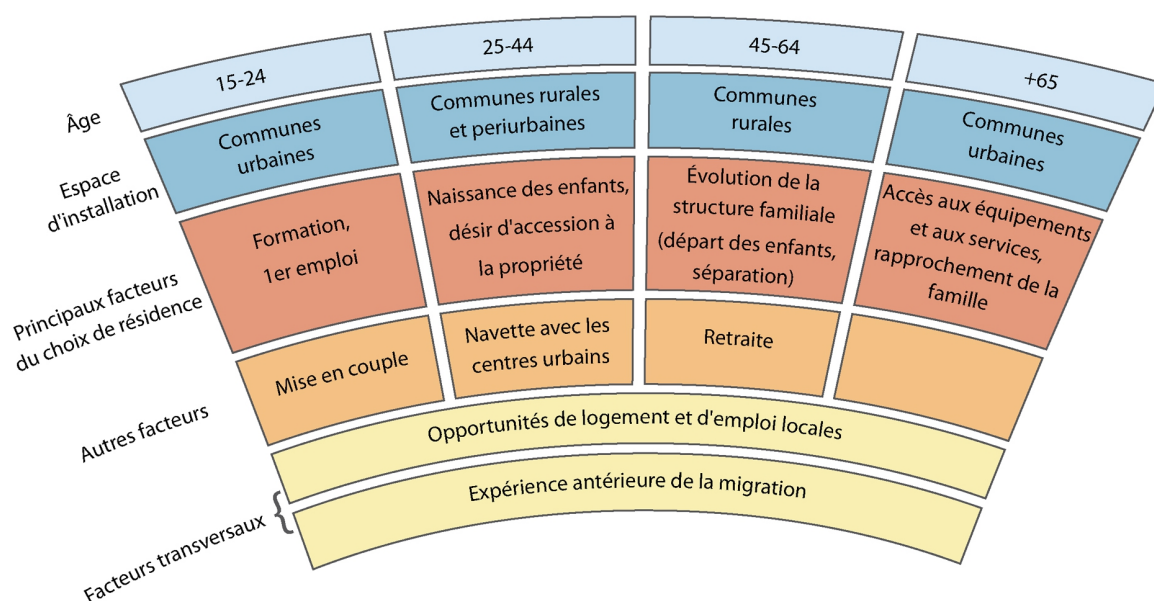 Âge
15-24
25-44
45-64
+65
Espace
d'installation
Communes
urbaines
Communes rurales
et periurbaines
Communes
rurales
Communes
urbaines
Principaux facteurs
du choix de résidence
Formation,
1er emploi
Naissance des enfants,
désir d'accession à
la propriété
Évolution de la
structure familiale
(départ des enfants,
séparation)
Accès aux équipements
et aux services,
rapprochement de la
famille
Autres facteurs
Mise en couple
Navette avec les
centres urbains
Retraite
Facteurs transversaux
{
Opportunités de logement et d'emploi locales
Expérience antérieure de la migration